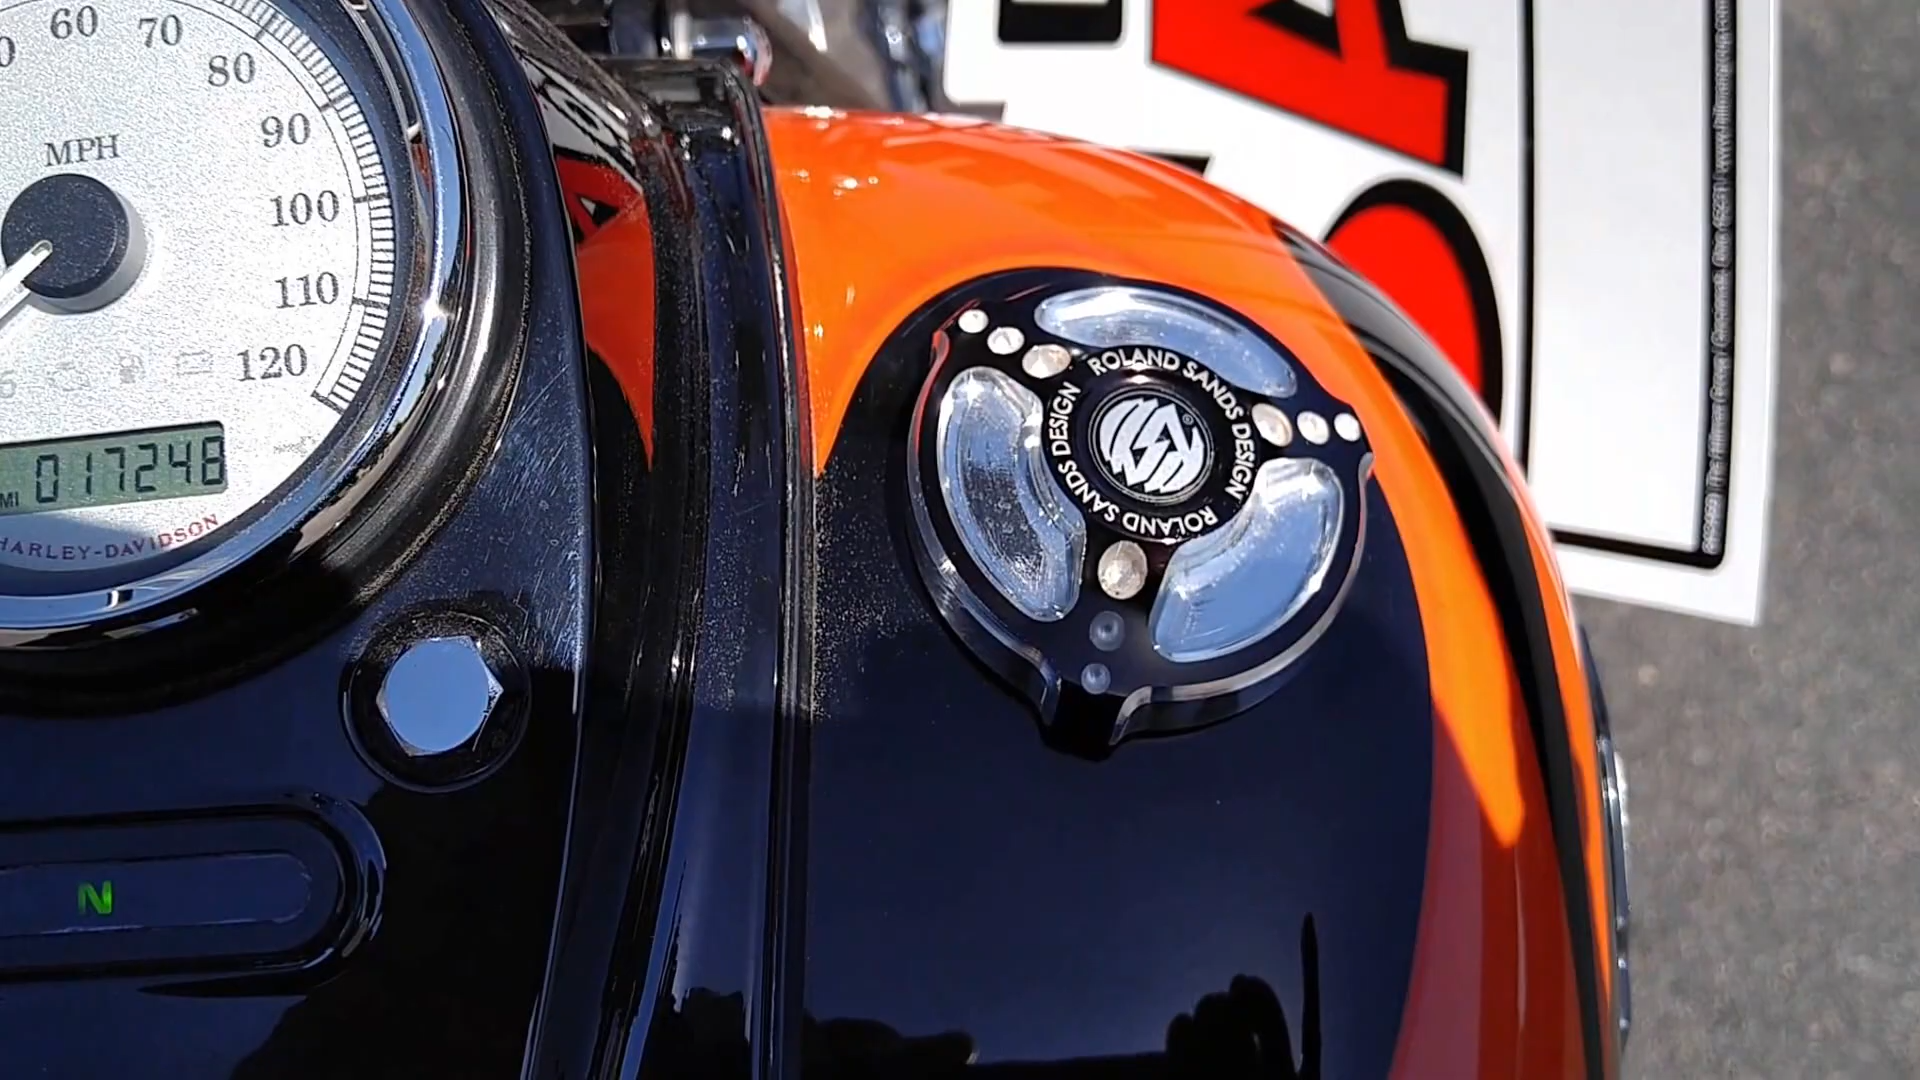 60
70
80
90
100
110
120
MPH
MI 017248
HARLEY-DAVIDSON
N
ROLAND SANDS DESIGN
ROLAND SANDS DESIGN
®